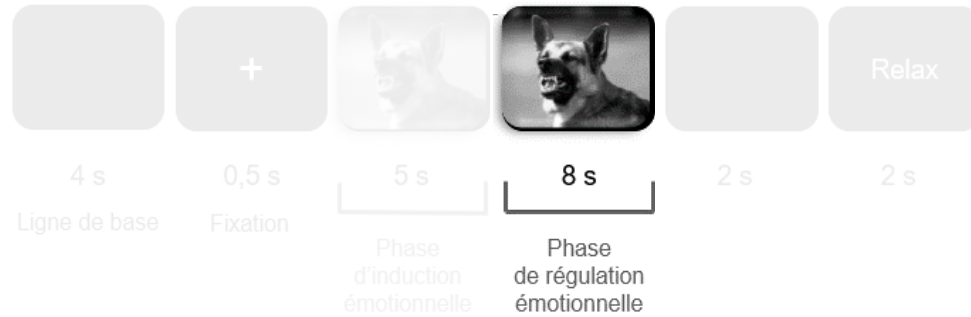 +
Relax
4 s
0,5 s
5 s
8 s
2 s
2 s
Ligne de base
Fixation
Phase
d'induction
émotionnelle
Phase
de régulation
émotionnelle